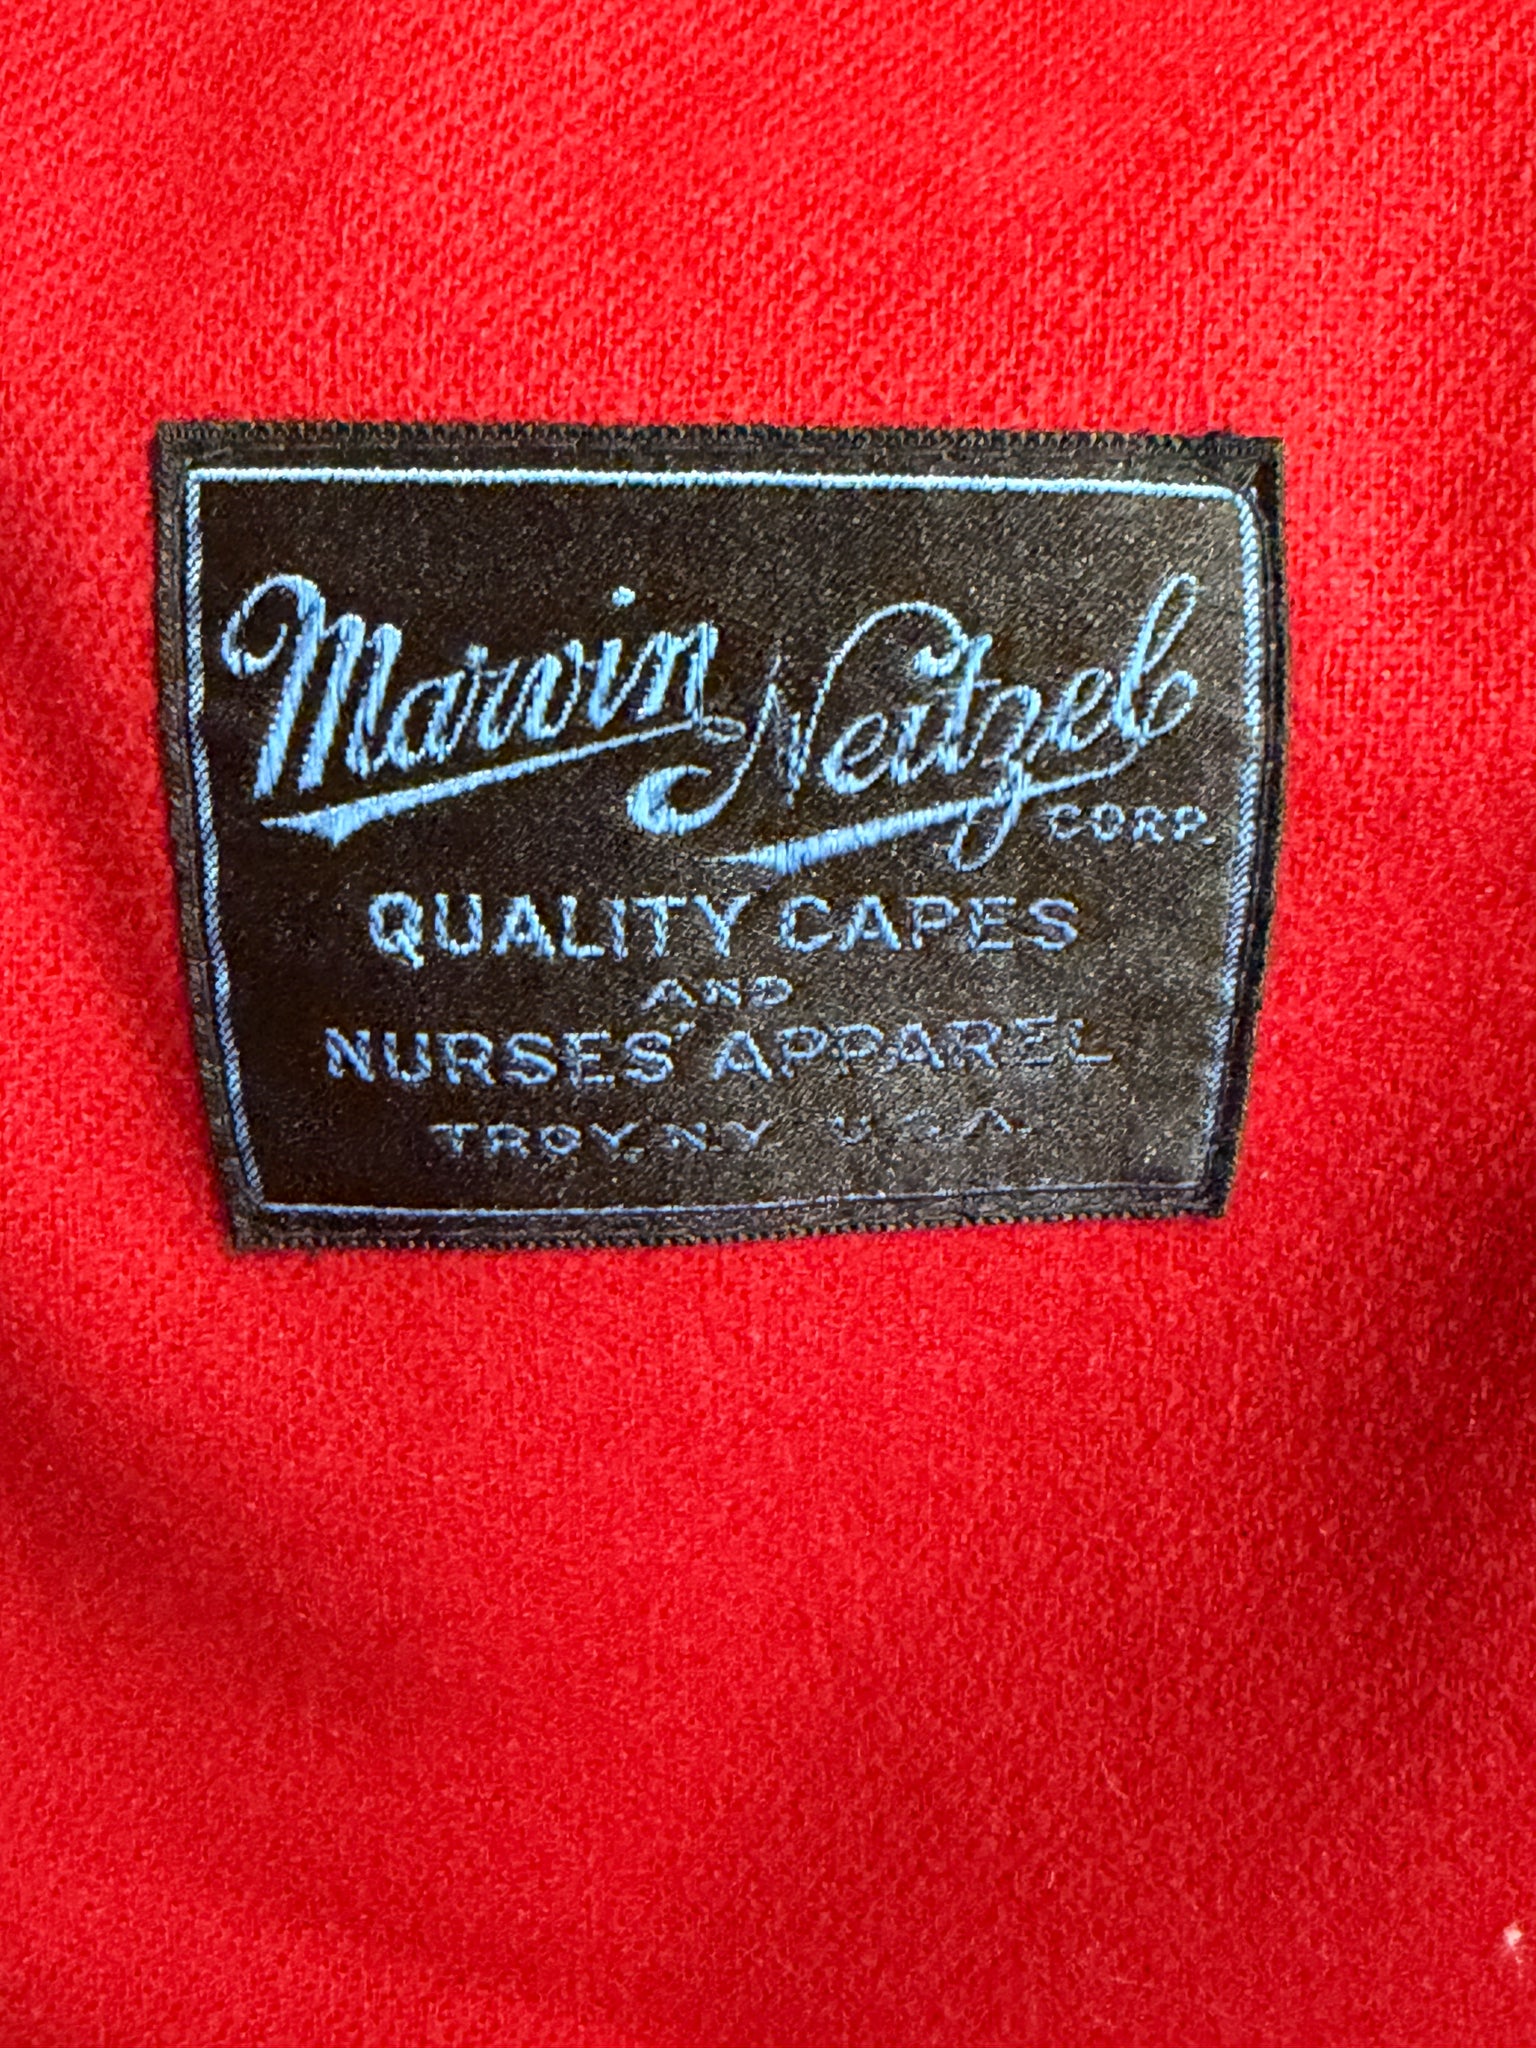 Marvin Neitzel
CORP.
QUALITY CAPES
AND
NURSES' APPAREL
TROY, N.Y. U.S.A.